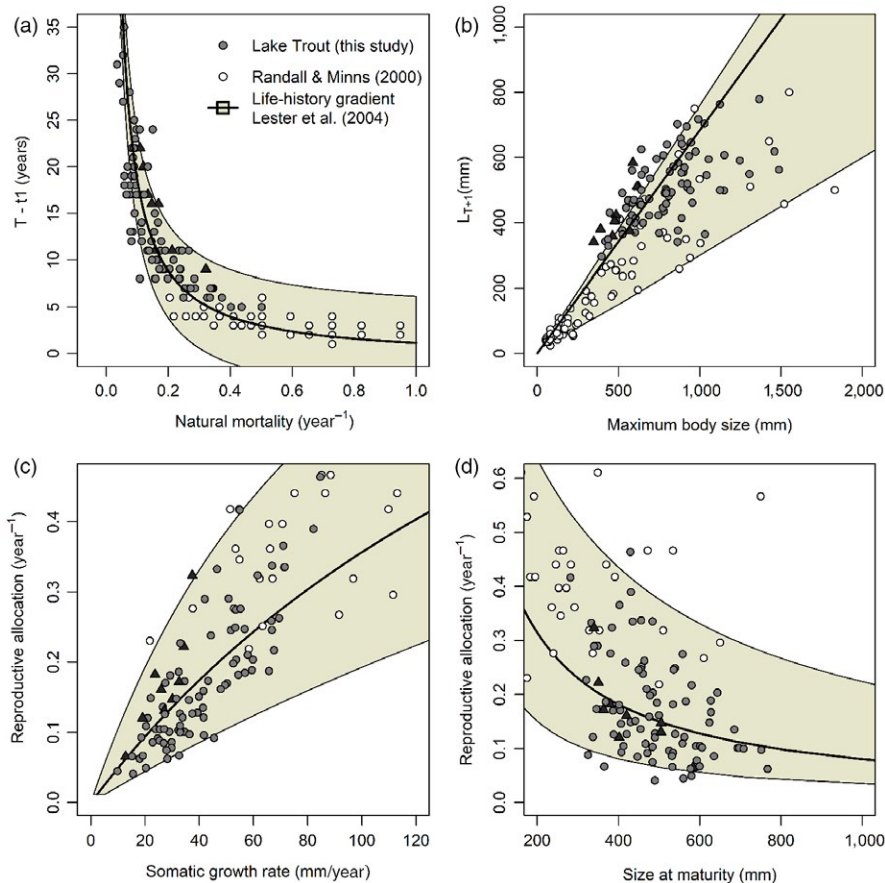 (a)
35
30
25
20
15
10
5
0
T - t1 (years)
0.0 0.2 0.4 0.6 0.8 1.0
Natural mortality (year⁻¹)
Lake Trout (this study)
Randall & Minns (2000)
Life-history gradient
Lester et al. (2004)
(b)
1,000
800
600
400
200
0
L_T+1(mm)
0 500 1,000 1,500 2,000
Maximum body size (mm)
(c)
0.4
0.3
0.2
0.1
0.0
Reproductive allocation (year⁻¹)
0 20 40 60 80 100 120
Somatic growth rate (mm/year)
(d)
0.6
0.5
0.4
0.3
0.2
0.1
0.0
Reproductive allocation (year⁻¹)
200 400 600 800 1,000
Size at maturity (mm)